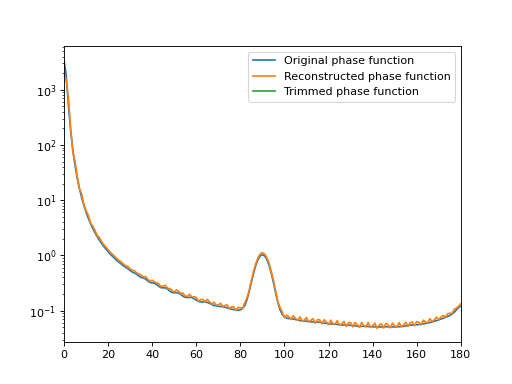 Original phase function
Reconstructed phase function
Trimmed phase function
10³
10²
10¹
10⁰
10⁻¹
0 20 40 60 80 100 120 140 160 180